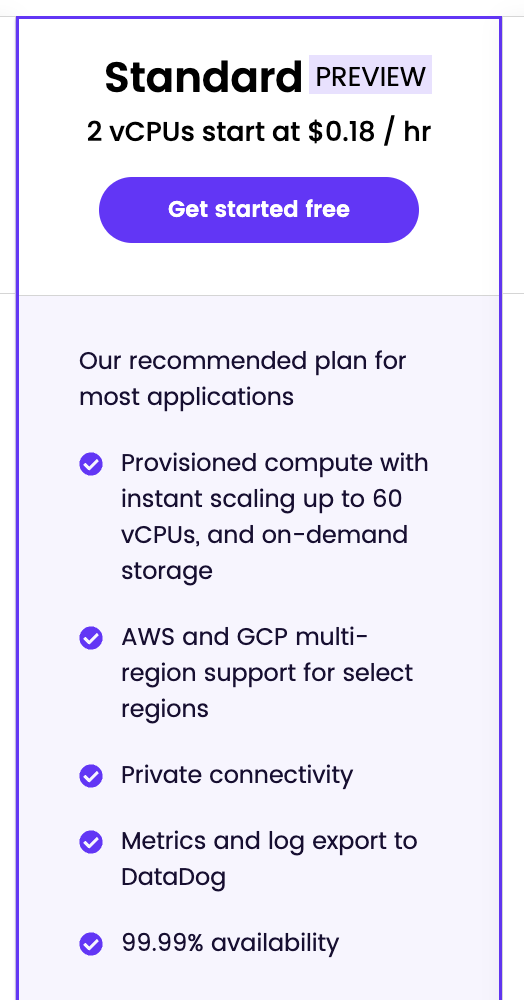 Standard PREVIEW
2 vCPUs start at $0.18 / hr
Get started free
Our recommended plan for
most applications
Provisioned compute with
instant scaling up to 60
vCPUs, and on-demand
storage
AWS and GCP multi-
region support for select
regions
Private connectivity
Metrics and log export to
DataDog
99.99% availability